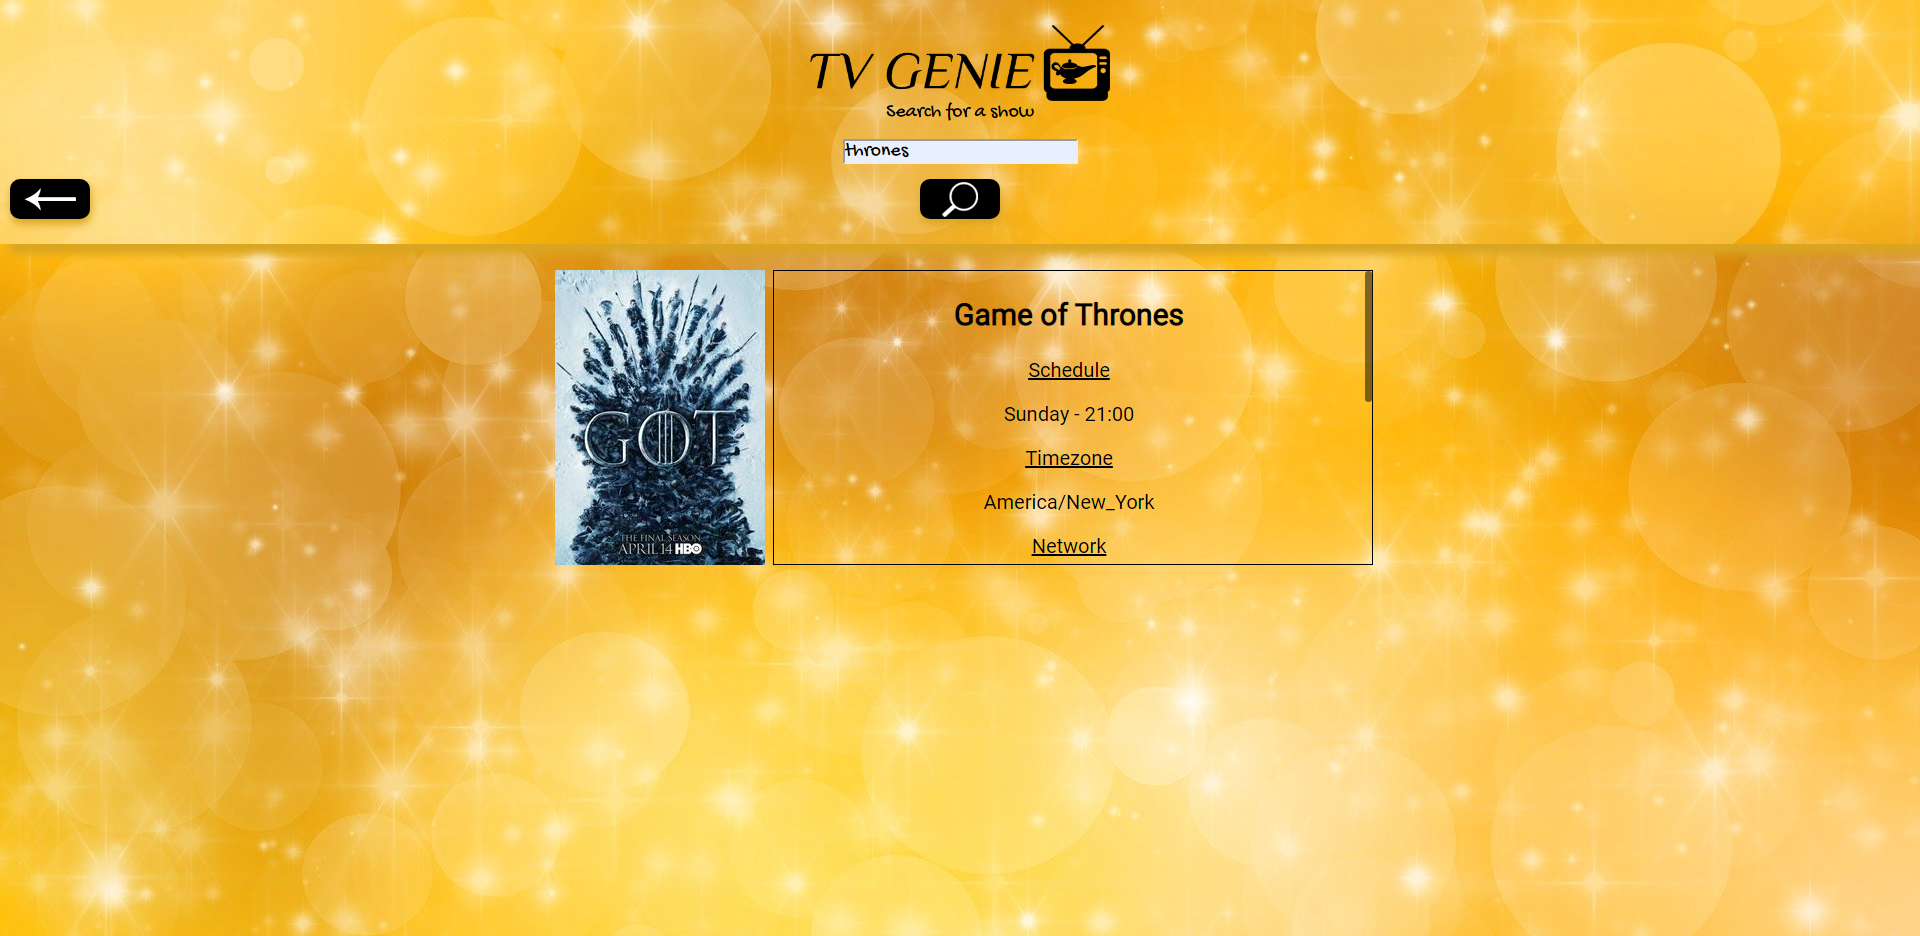 TV GENIE
Search for a show
thrones
GOT
THE FINAL SEASON
APRIL 14 HBO
Game of Thrones
Schedule
Sunday - 21:00
Timezone
America/New_York
Network